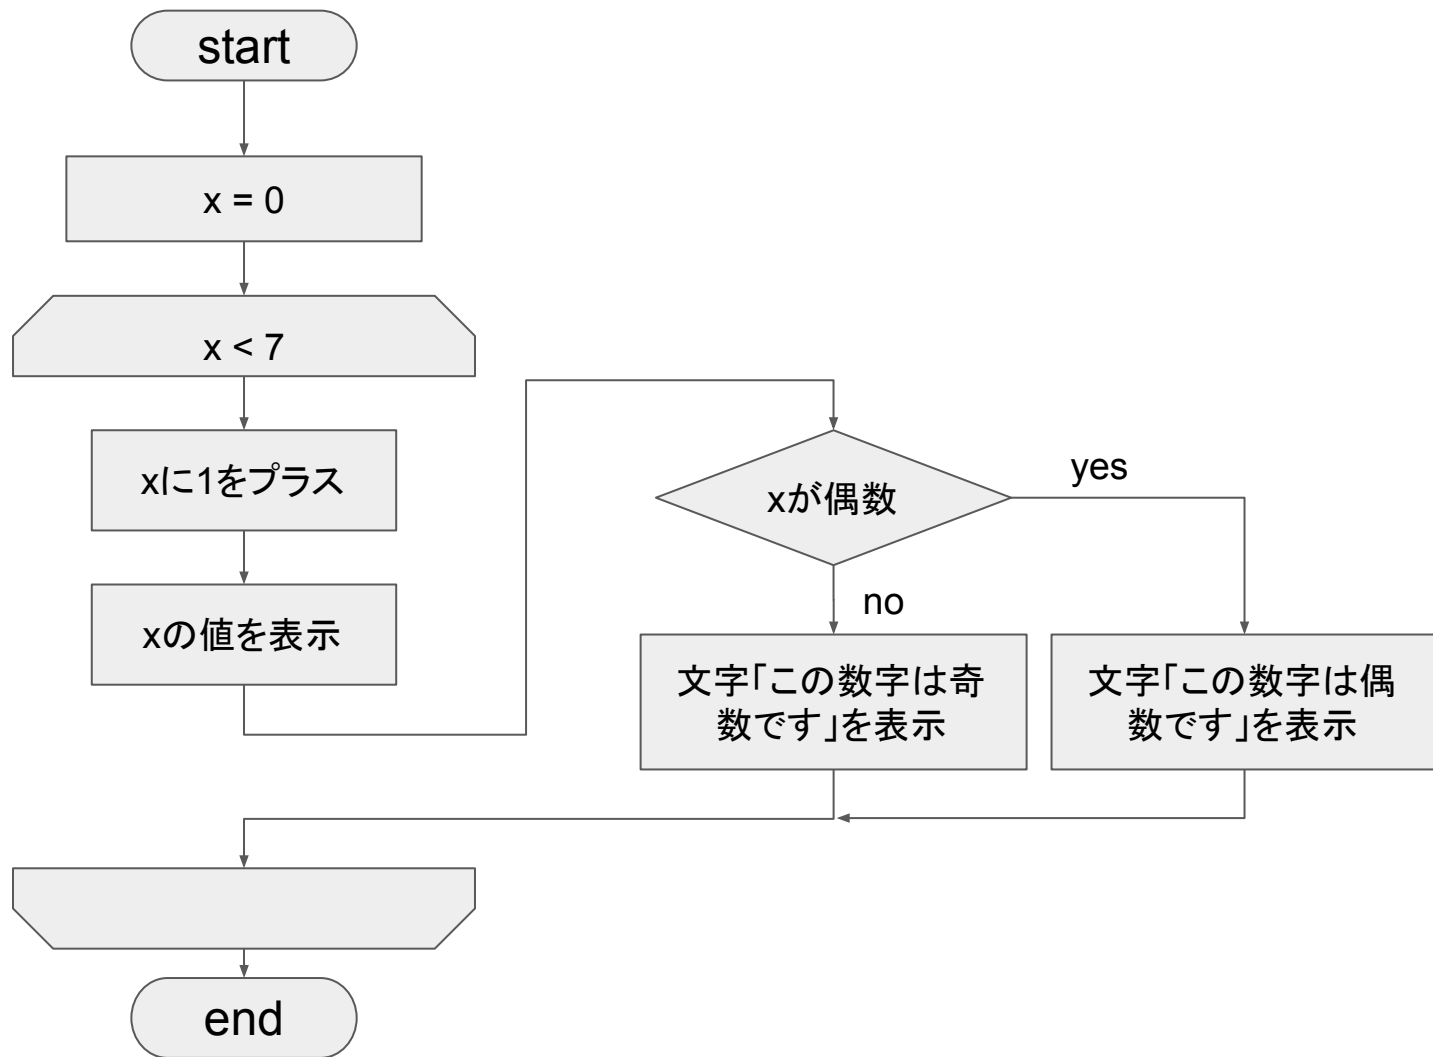 start
x = 0
x < 7
xに1をプラス
xの値を表示
xが偶数
yes
no
文字「この数字は奇
数です」を表示
文字「この数字は偶
数です」を表示
end